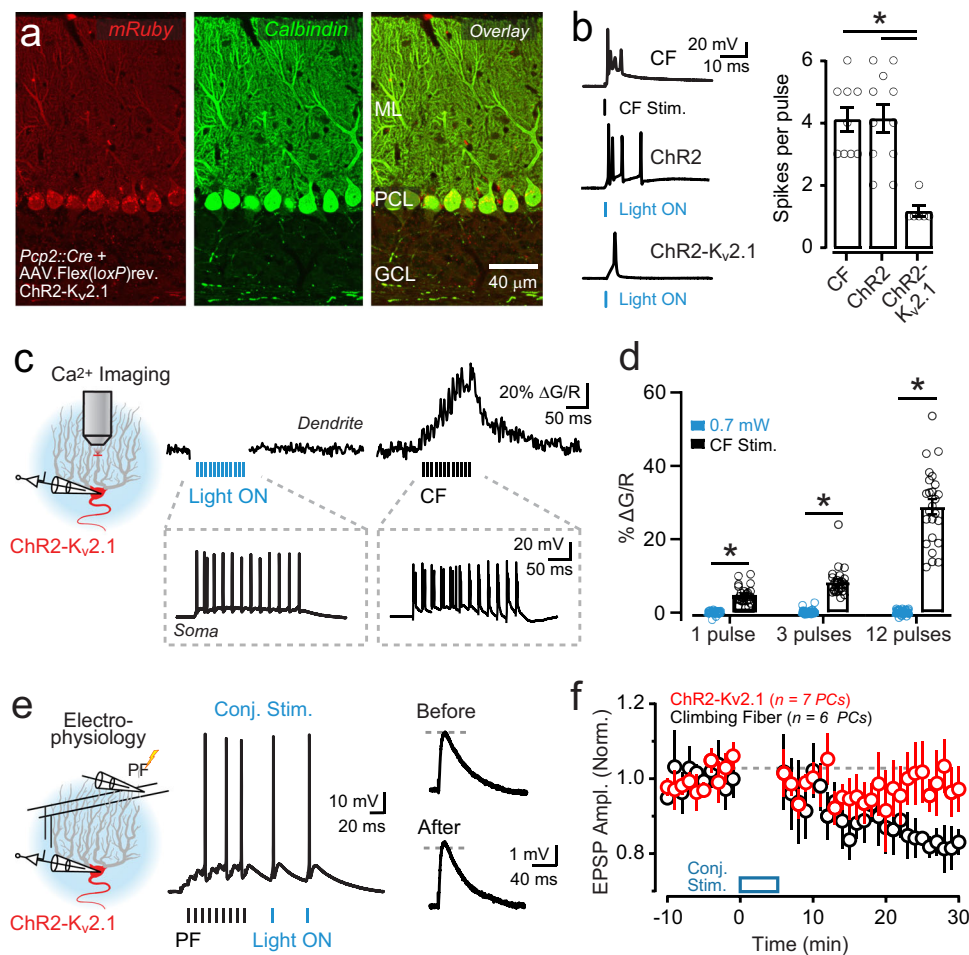 a
mRuby
Calbindin
Overlay
ML
PCL
GCL
Pcp2::Cre +
AAV.Flex(loxP)rev.
ChR2-Kv2.1
40 μm
b
20 mV
10 ms
CF
CF Stim.
ChR2
Light ON
ChR2-Kv2.1
Light ON
*
Spikes per pulse
6
4
2
0
CF
ChR2
ChR2-
Kv2.1
c
Ca2+ Imaging
ChR2-Kv2.1
Dendrite
20% ΔG/R
50 ms
Light ON
CF
20 mV
50 ms
Soma
d
% ΔG/R
60
40
20
0
0.7 mW
CF Stim.
*
*
*
1 pulse
3 pulses
12 pulses
e
Electro-
physiology
PF
ChR2-Kv2.1
Conj. Stim.
10 mV
20 ms
PF
Light ON
Before
After
1 mV
40 ms
f
ChR2-Kv2.1 (n = 7 PCs)
Climbing Fiber (n = 6 PCs)
EPSP Ampl. (Norm.)
1.2
1.0
0.8
Conj.
Stim.
-10
0
10
20
30
Time (min)